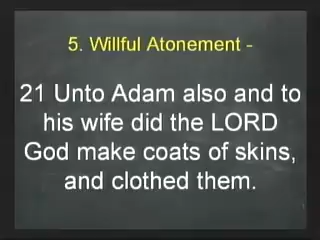 5. Willful Atonement -
21 Unto Adam also and to
his wife did the LORD
God make coats of skins,
and clothed them.